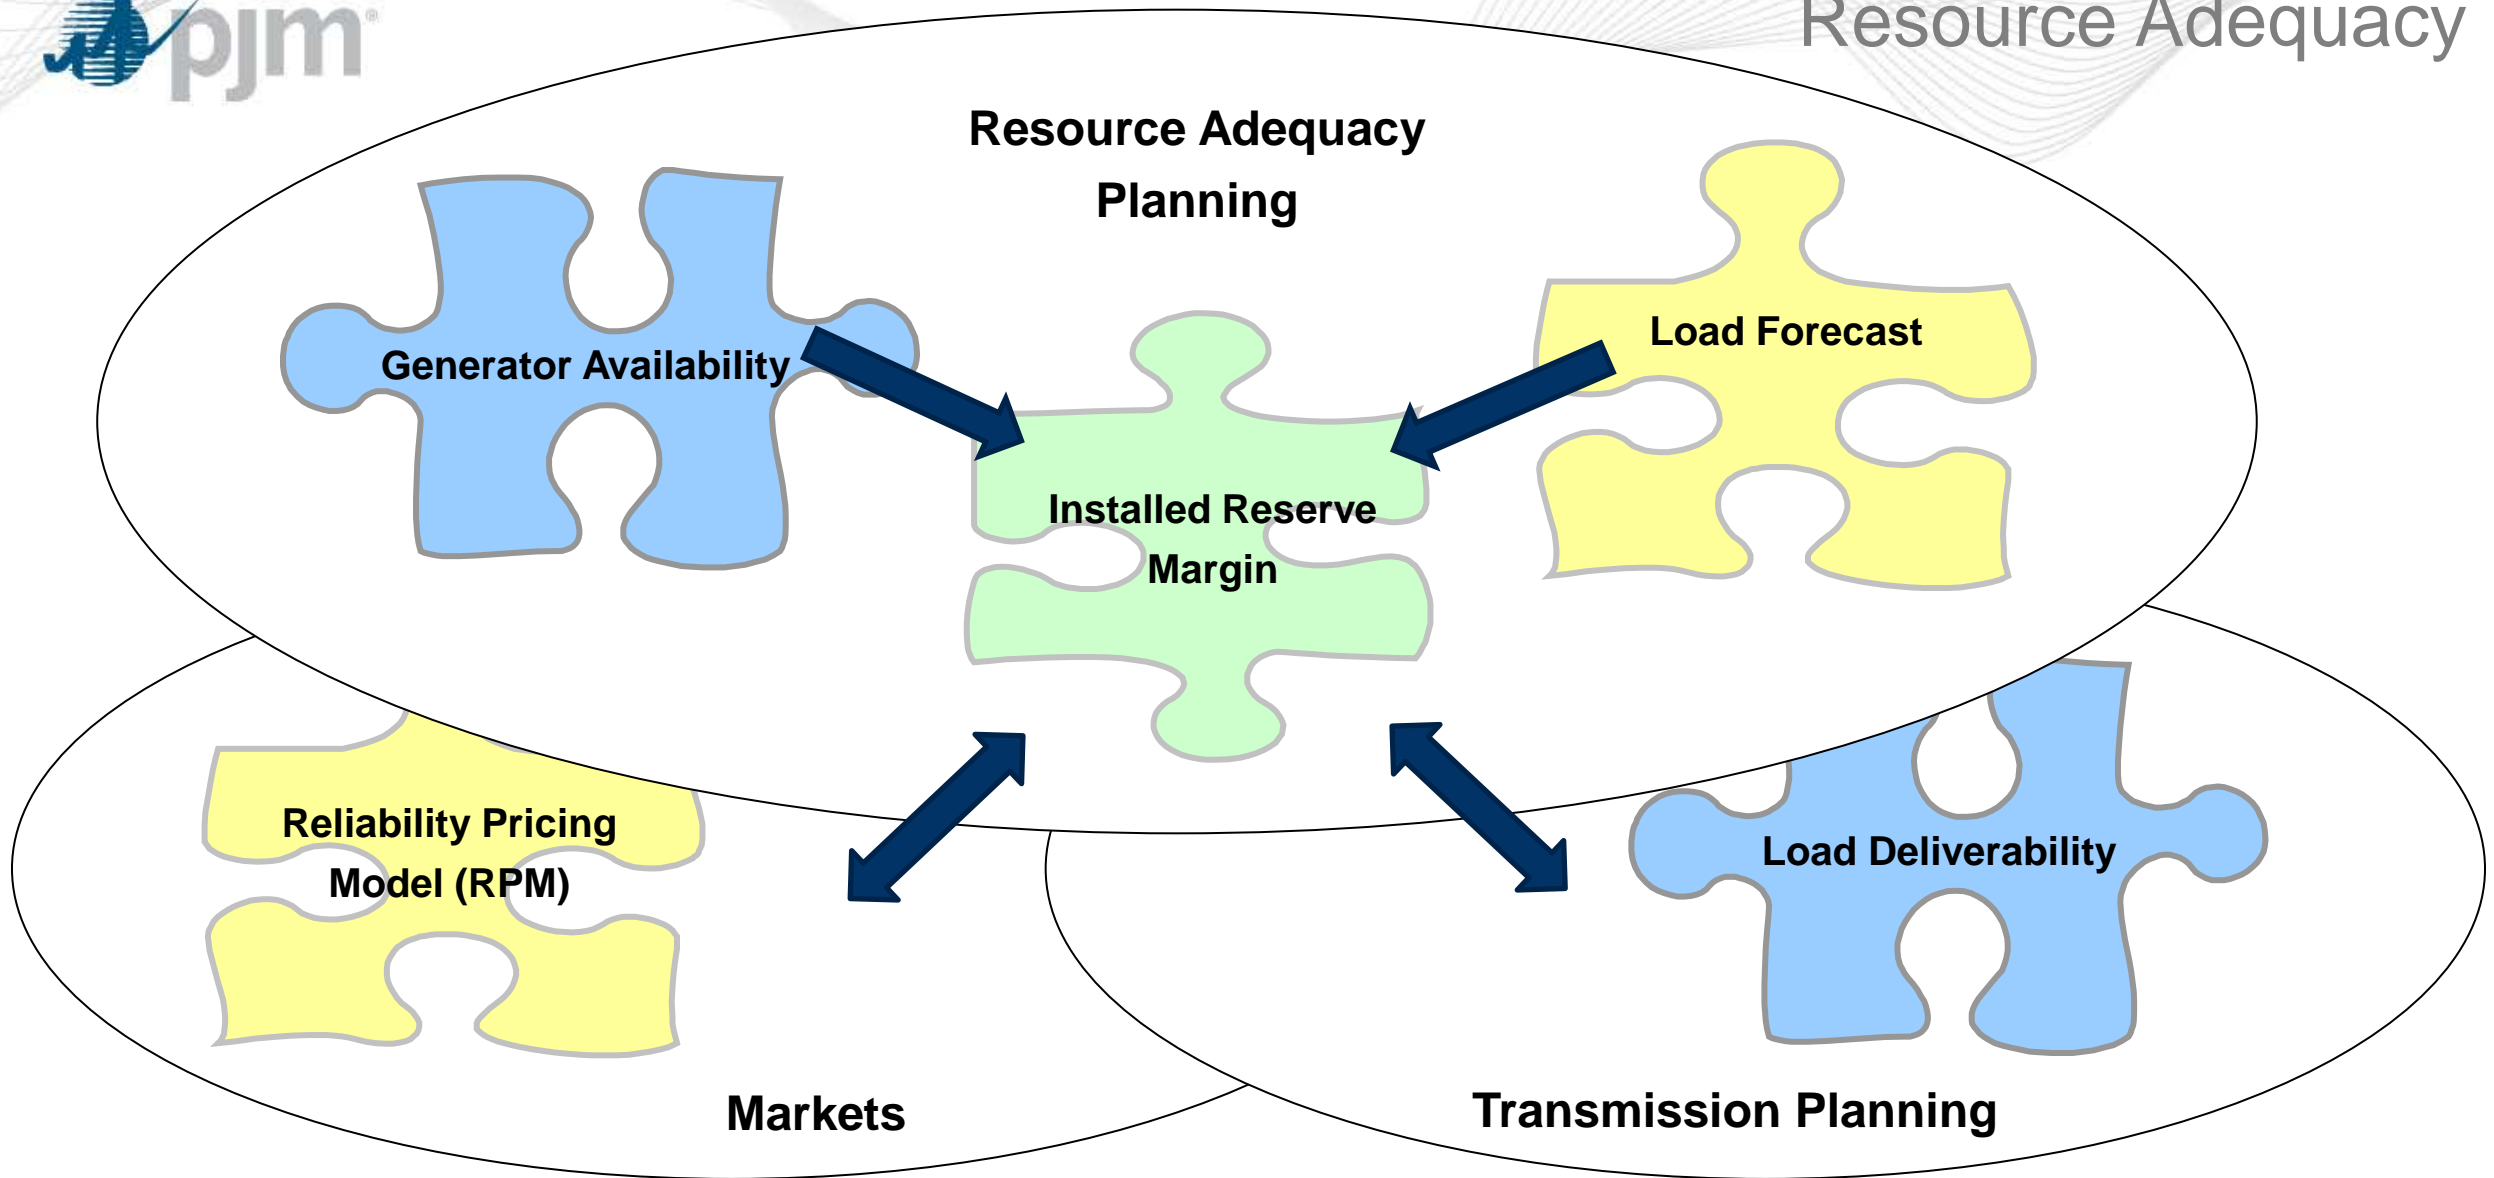 pjm®
Resource Adequacy
Resource Adequacy
Planning
Generator Availability
Load Forecast
Installed Reserve
Margin
Reliability Pricing
Model (RPM)
Load Deliverability
Markets
Transmission Planning